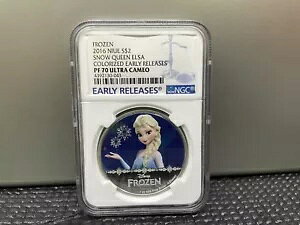 FROZEN
2016 NIUE S$2
SNOW QUEEN ELSA
COLORIZED EARLY RELEASES
PF 70 ULTRA CAMEO
EARLY RELEASES
NGC
Disney
FROZEN